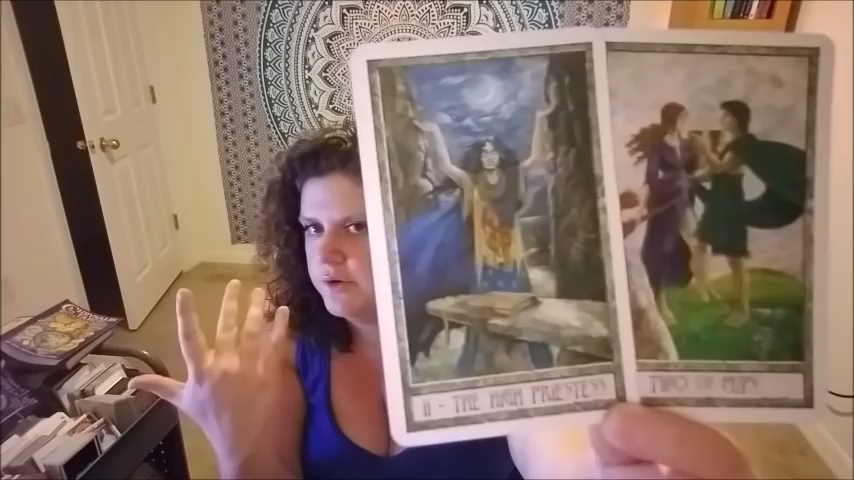 II - THE HIGH PRIESTESS
TWO OF CUPS